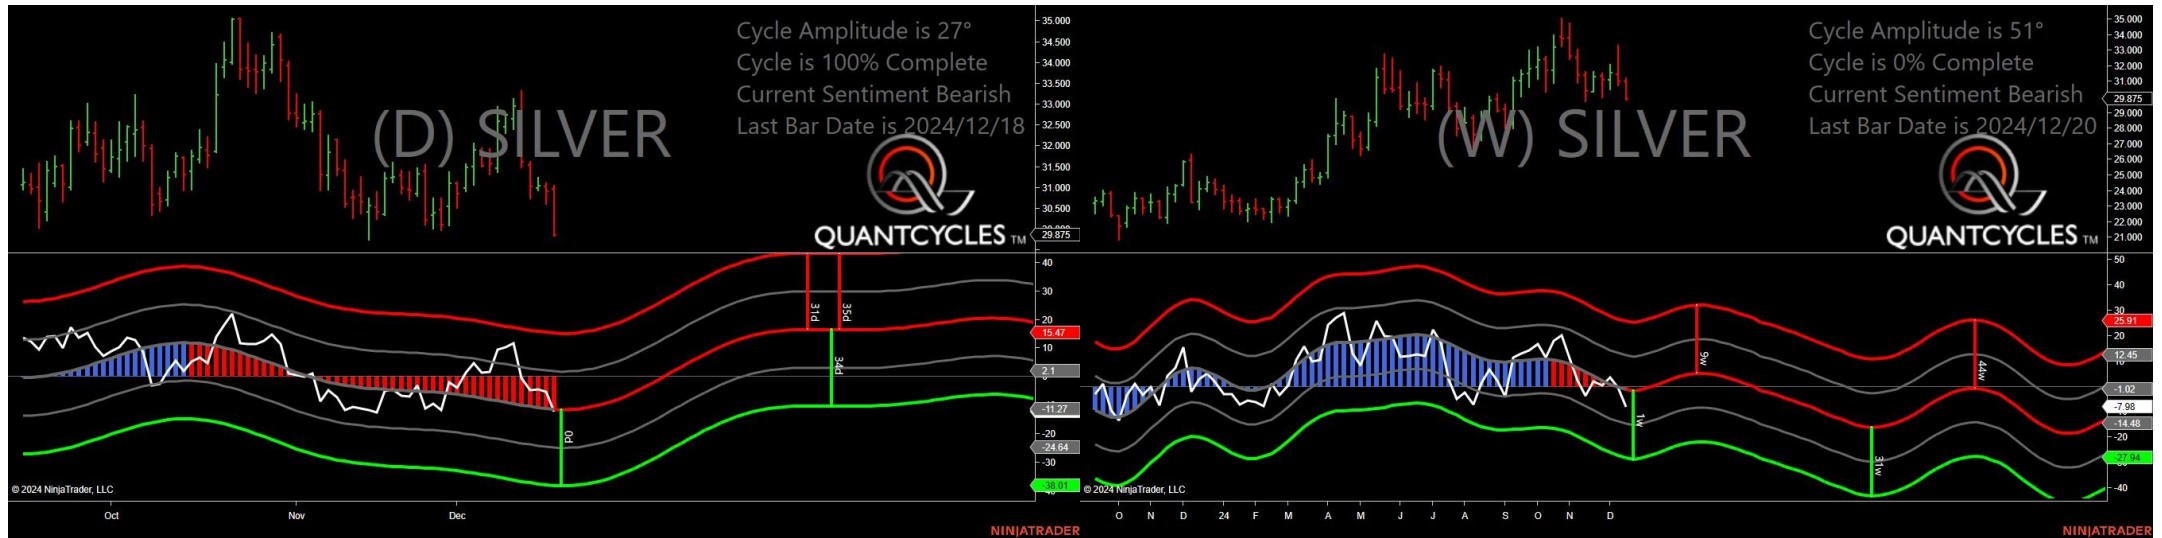 Cycle Amplitude is 27°
Cycle is 100% Complete
Current Sentiment Bearish
Last Bar Date is 2024/12/18
(D) SILVER
QUANTCYCLES TM
35.000
34.500
34.000
33.500
33.000
32.500
32.000
31.500
31.000
30.500
29.875
40
30
20
15.47
10
2.1
-11.27
-20
-24.64
-30
-38.01
31d
35d
34d
0d
© 2024 NinjaTrader, LLC
Oct
Nov
Dec
NINJATRADER
Cycle Amplitude is 51°
Cycle is 0% Complete
Current Sentiment Bearish
Last Bar Date is 2024/12/20
(W) SILVER
QUANTCYCLES TM
35.000
34.000
33.000
32.000
31.000
29.875
29.000
28.000
27.000
26.000
25.000
24.000
23.000
22.000
21.000
50
40
30
25.91
20
12.45
-1.02
-7.98
-14.48
-20
-27.94
-40
9w
44w
1w
31w
© 2024 NinjaTrader, LLC
O N D 24 F M A M J J A S O N D
NINJATRADER